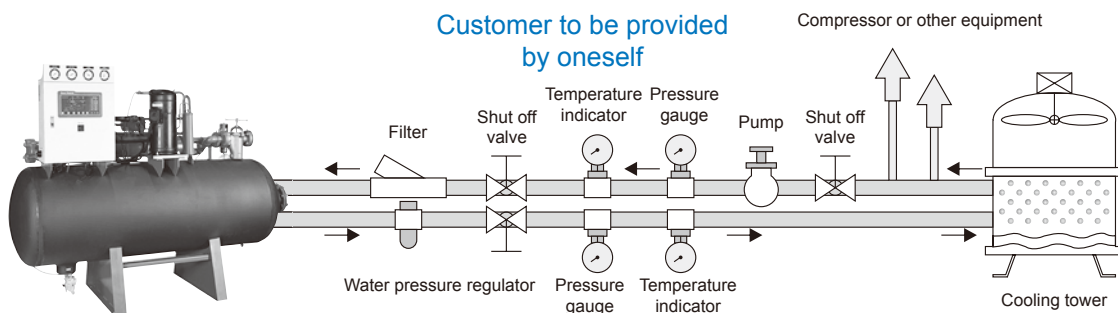 Customer to be provided
by oneself
Compressor or other equipment
Temperature
indicator
Pressure
gauge
Filter
Shut off
valve
Pump
Shut off
valve
Water pressure regulator
Pressure
gauge
Temperature
indicator
Cooling tower